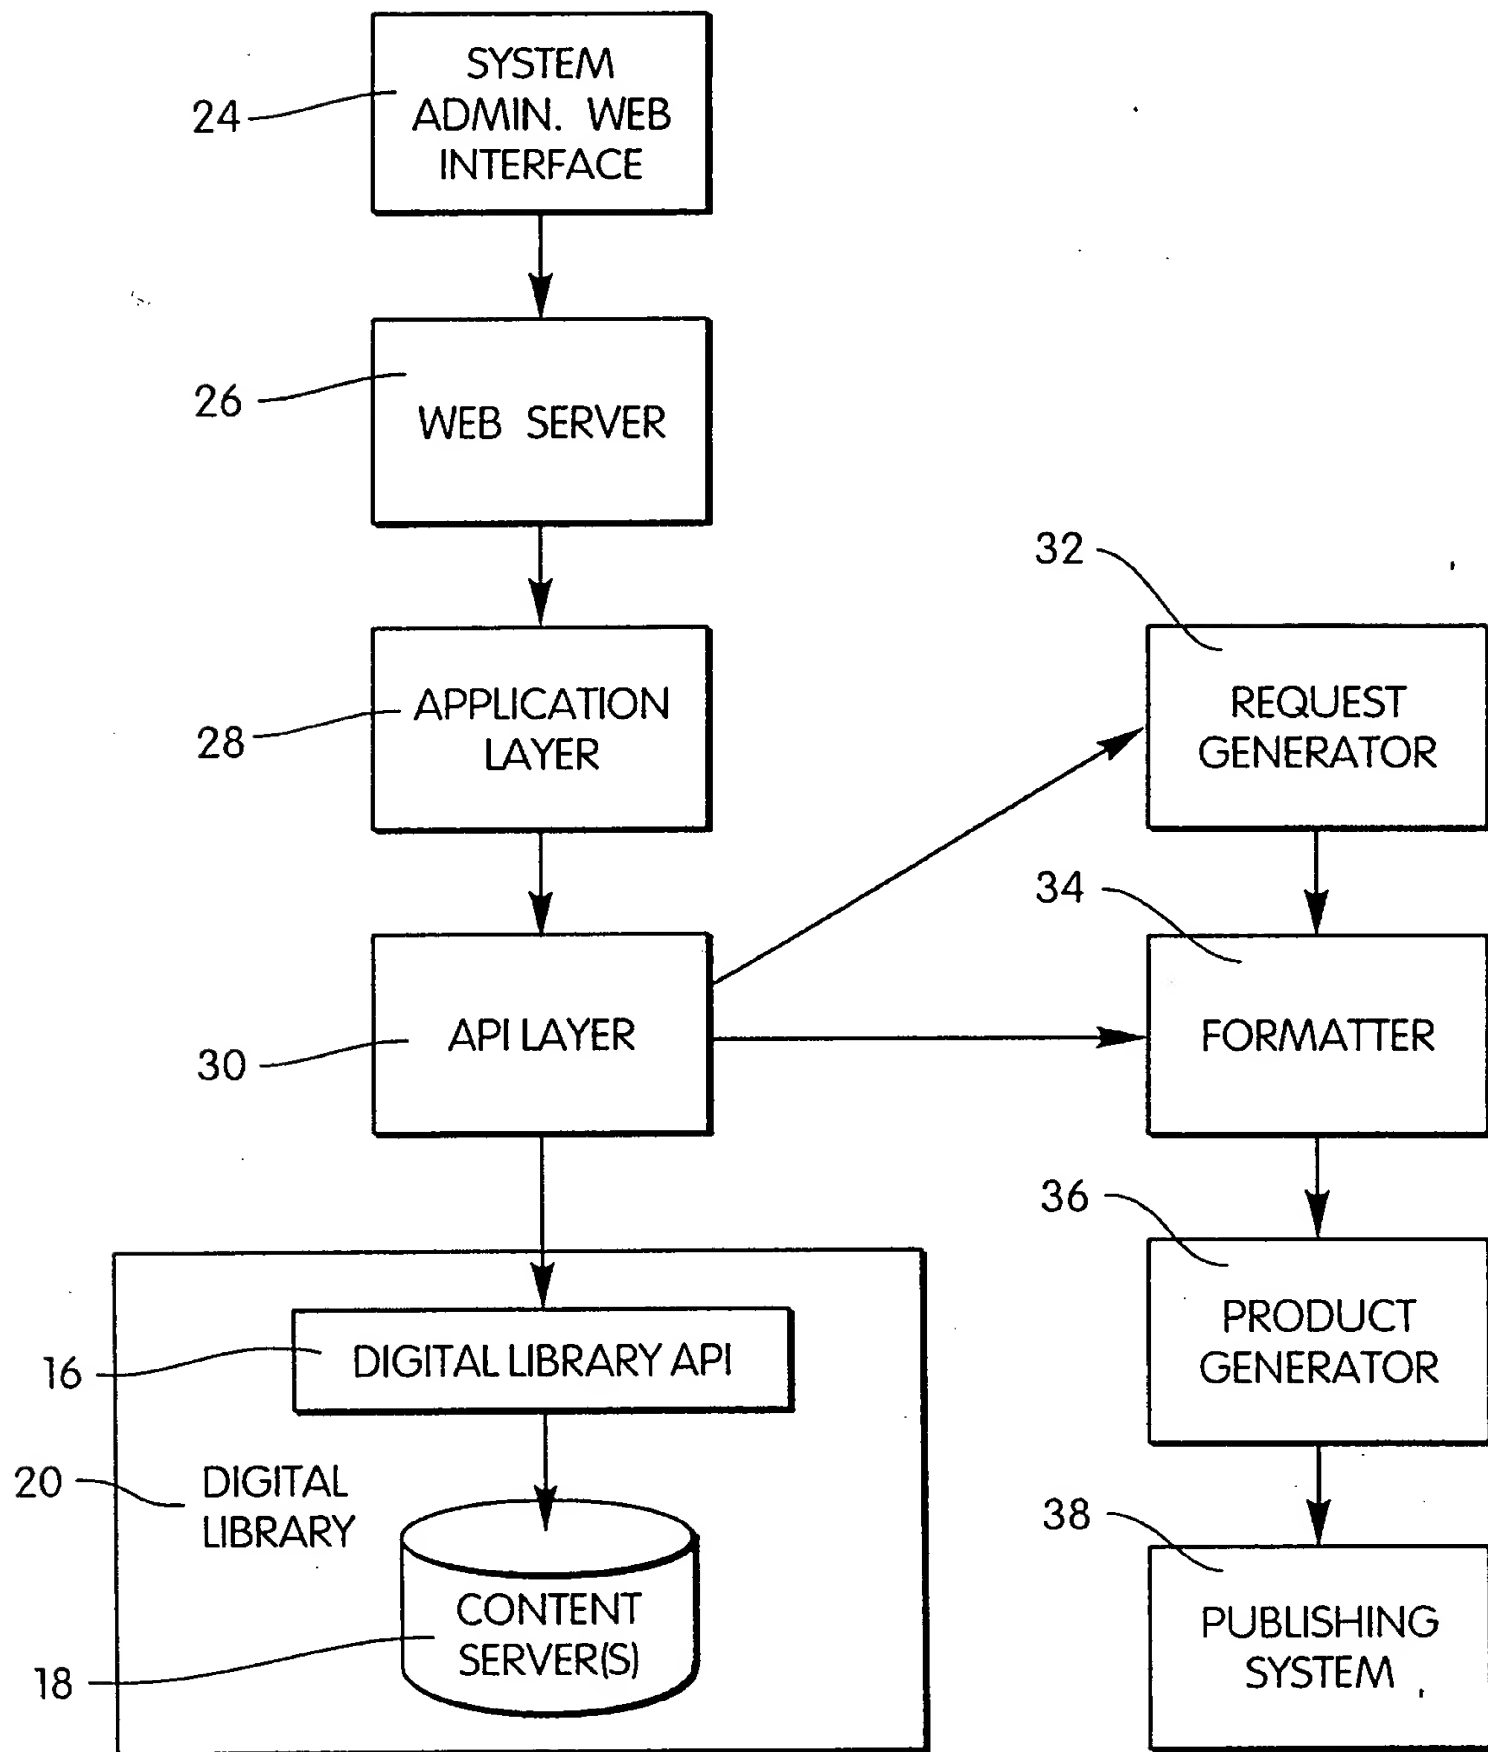 24
SYSTEM
ADMIN. WEB
INTERFACE
26
WEB SERVER
28
APPLICATION
LAYER
30
API LAYER
32
REQUEST
GENERATOR
34
FORMATTER
36
PRODUCT
GENERATOR
38
PUBLISHING
SYSTEM
16
DIGITAL LIBRARY API
20
DIGITAL
LIBRARY
18
CONTENT
SERVER(S)